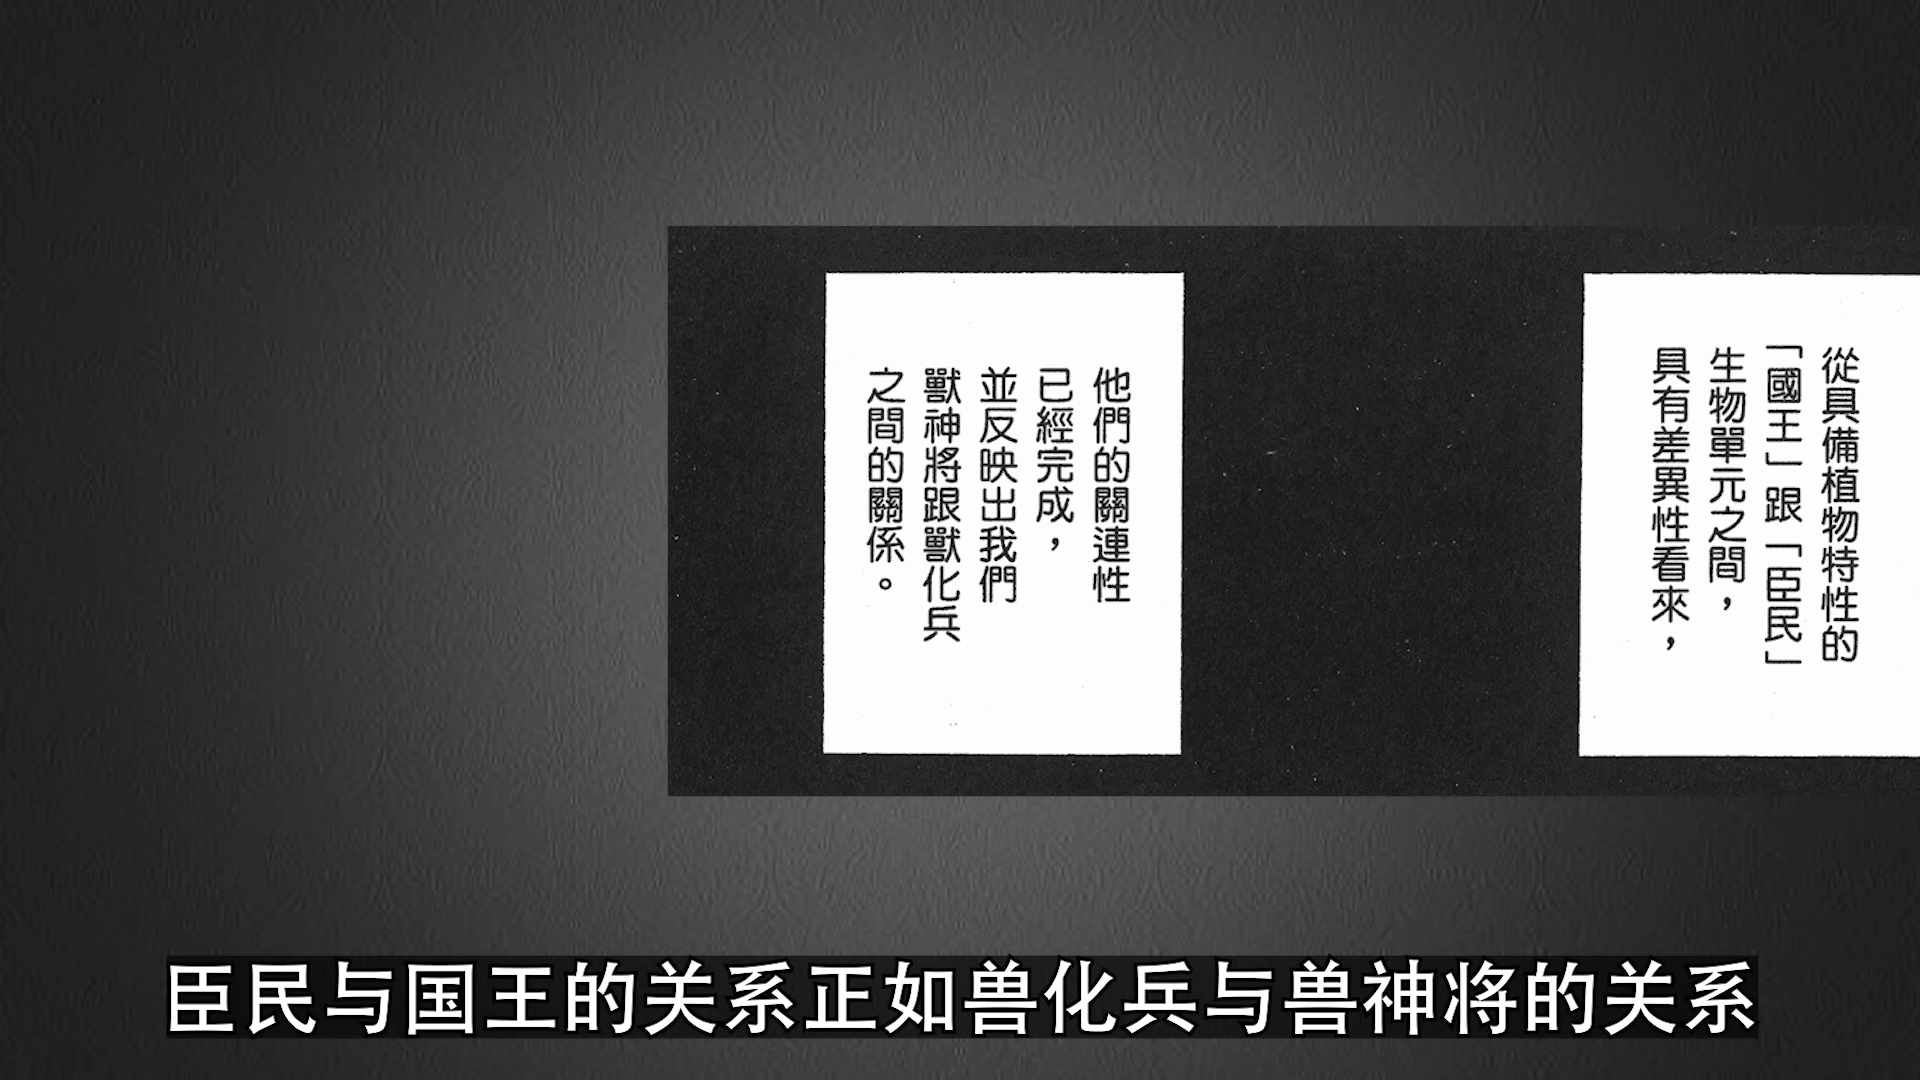 從具備植物特性的
「國王」跟「臣民」
生物單元之間，
具有差異性看來，
他們的關連性
已經完成，
並反映出我們
獸神將跟獸化兵
之間的關係。
臣民与国王的关系正如兽化兵与兽神将的关系